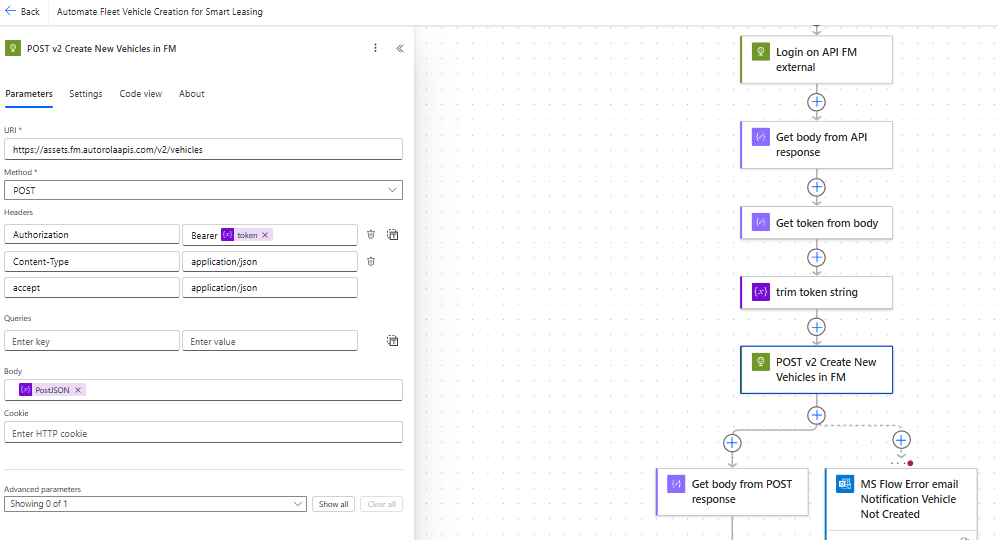 Back
Automate Fleet Vehicle Creation for Smart Leasing
POST v2 Create New Vehicles in FM
Parameters
Settings
Code view
About
URI *
https://assets.fm.autorolaapis.com/v2/vehicles
Method *
POST
Headers
Authorization
Bearer {x} token ×
Content-Type
application/json
accept
application/json
Queries
Enter key
Enter value
Body
{x} PostJSON ×
Cookie
Enter HTTP cookie
Advanced parameters
Showing 0 of 1
Show all
Clear all
Login on API FM
external
Get body from API
response
Get token from body
{x} trim token string
POST v2 Create New
Vehicles in FM
Get body from POST
response
MS Flow Error email
Notification Vehicle
Not Created